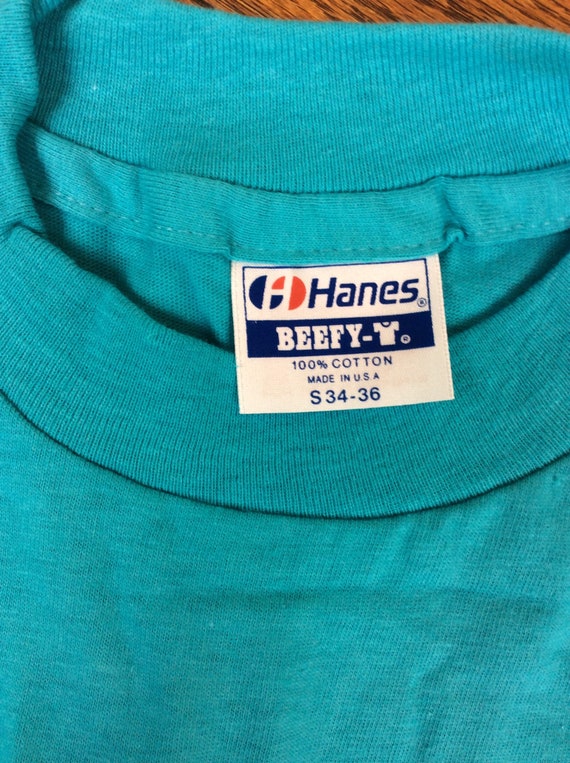 Hanes®
BEEFY-T®
100% COTTON
MADE IN U.S.A
S 34-36